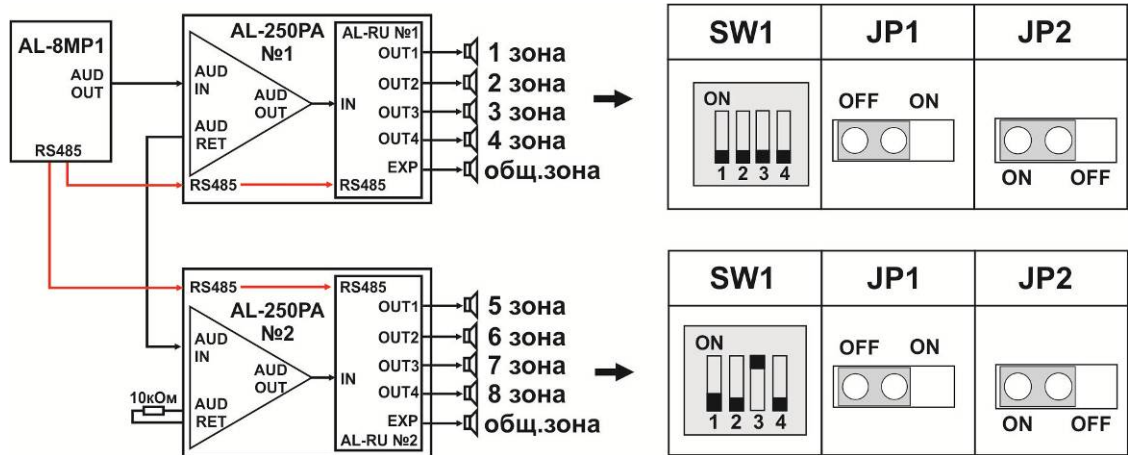 AL-8MP1
AUD
OUT
RS485
AL-250PA
№1
AUD
IN
AUD
OUT
AUD
RET
RS485
AL-RU №1
OUT1
OUT2
IN
OUT3
OUT4
EXP
RS485
1 зона
2 зона
3 зона
4 зона
общ.зона
SW1 JP1 JP2
ON
1 2 3 4
OFF ON
ON OFF
RS485
AL-250PA
№2
AUD
IN
AUD
OUT
10кОм
AUD
RET
RS485
OUT1
OUT2
OUT3
IN
OUT4
EXP
AL-RU №2
5 зона
6 зона
7 зона
8 зона
общ.зона
SW1 JP1 JP2
ON
1 2 3 4
OFF ON
ON OFF